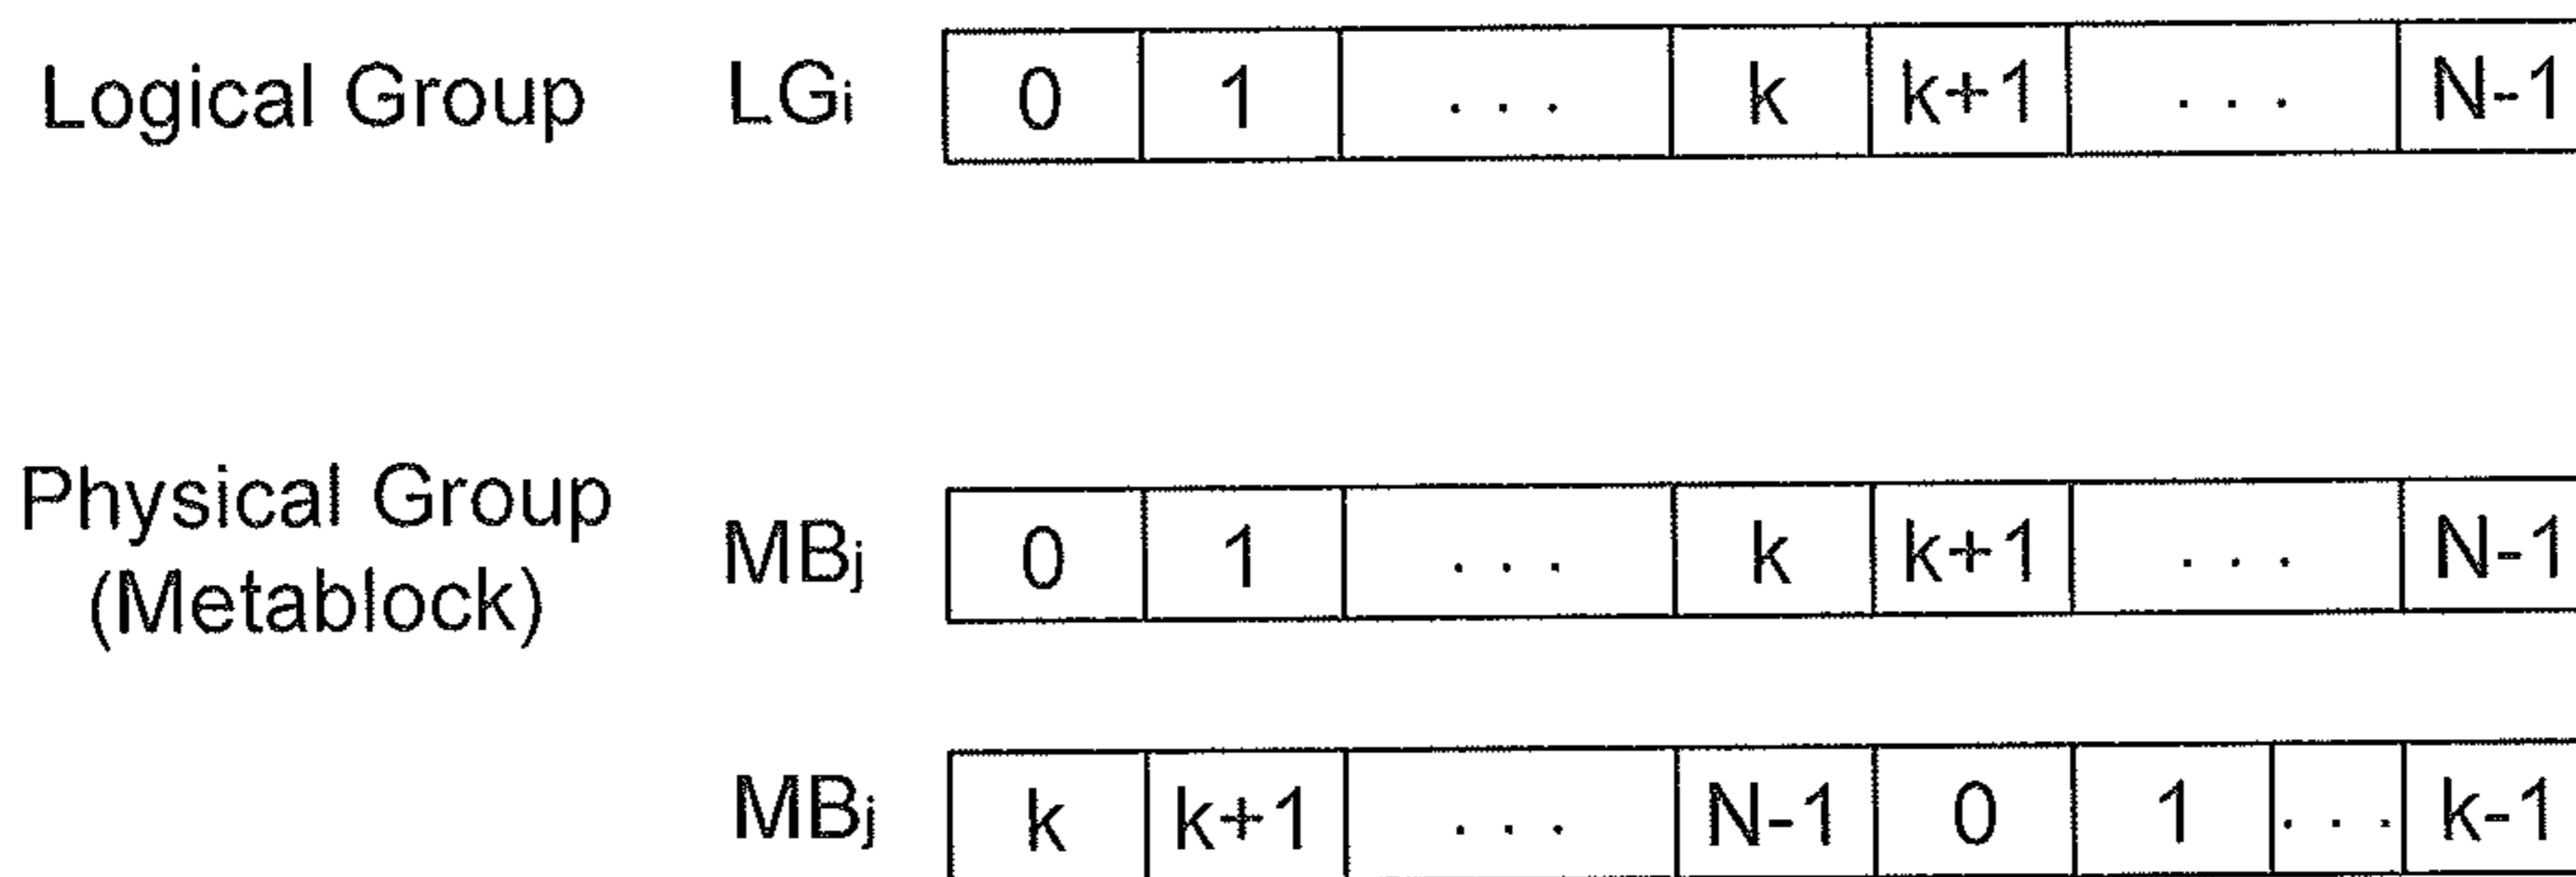 Logical Group LGi 0 1 . . . k k+1 . . . N-1
Physical Group
(Metablock) MBj 0 1 . . . k k+1 . . . N-1
MBj k k+1 . . . N-1 0 1 . . . k-1